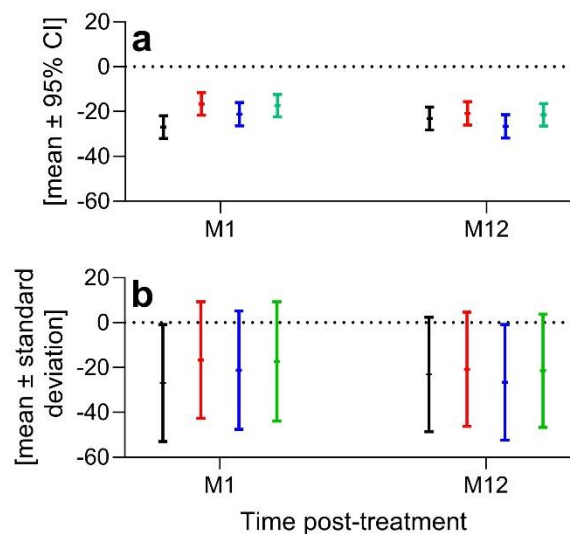 a
20
0
-20
-40
-60
[mean ± 95% CI]
M1 M12
b
20
0
-20
-40
-60
[mean ± standard
deviation]
M1 M12
Time post-treatment